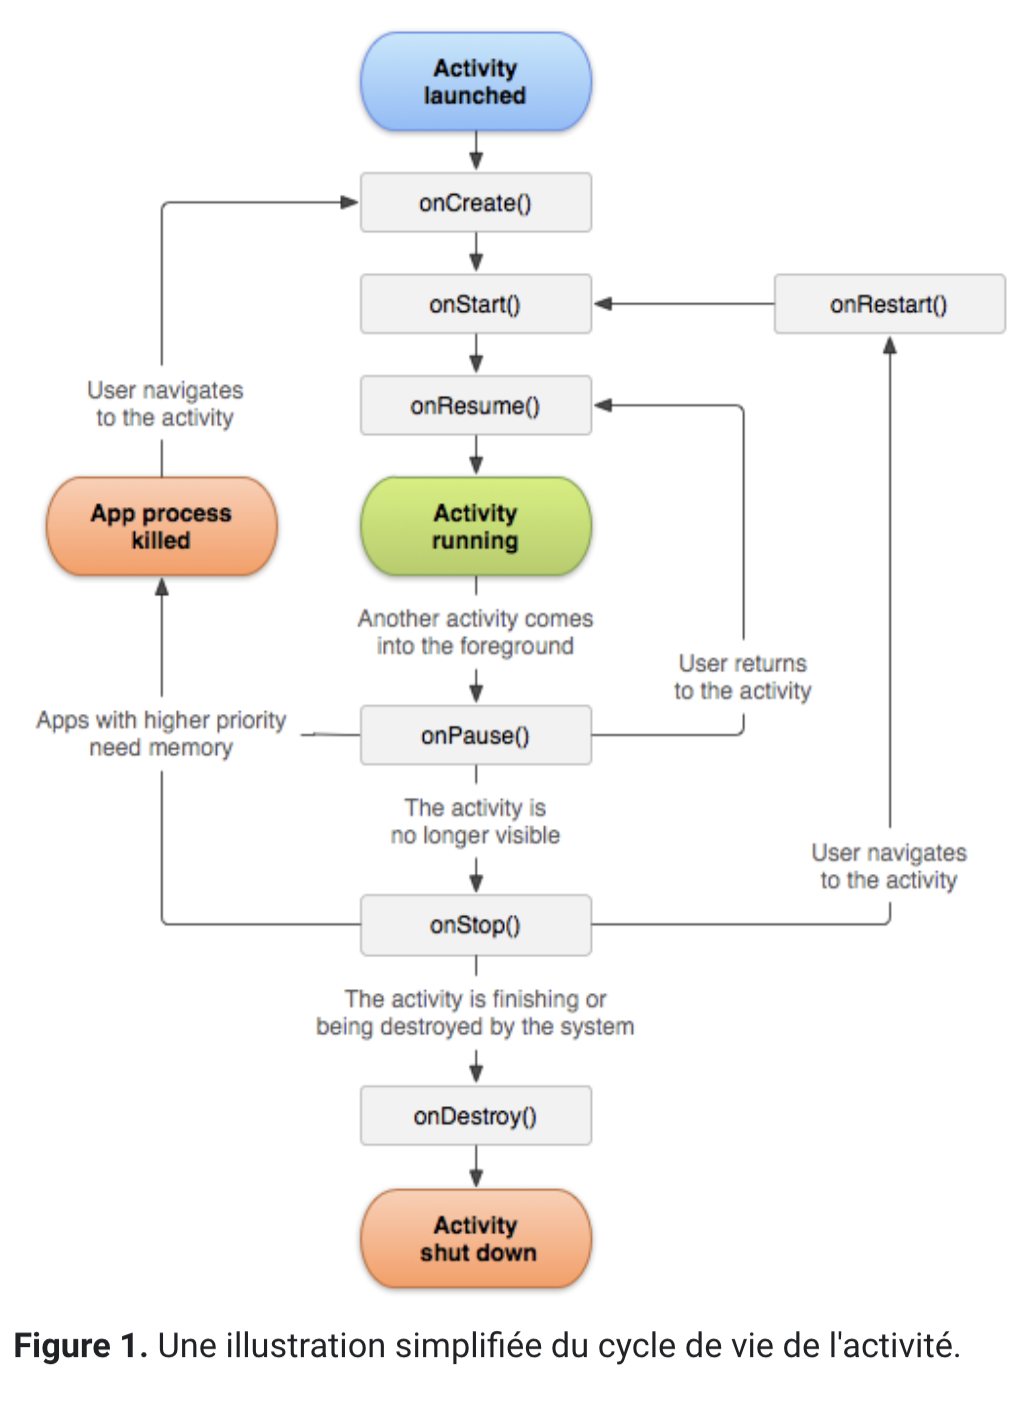 Activity
launched
onCreate()
onStart()
onRestart()
onResume()
User navigates
to the activity
App process
killed
Activity
running
Another activity comes
into the foreground
User returns
to the activity
Apps with higher priority
need memory
onPause()
The activity is
no longer visible
User navigates
to the activity
onStop()
The activity is finishing or
being destroyed by the system
onDestroy()
Activity
shut down
Figure 1. Une illustration simplifiée du cycle de vie de l'activité.